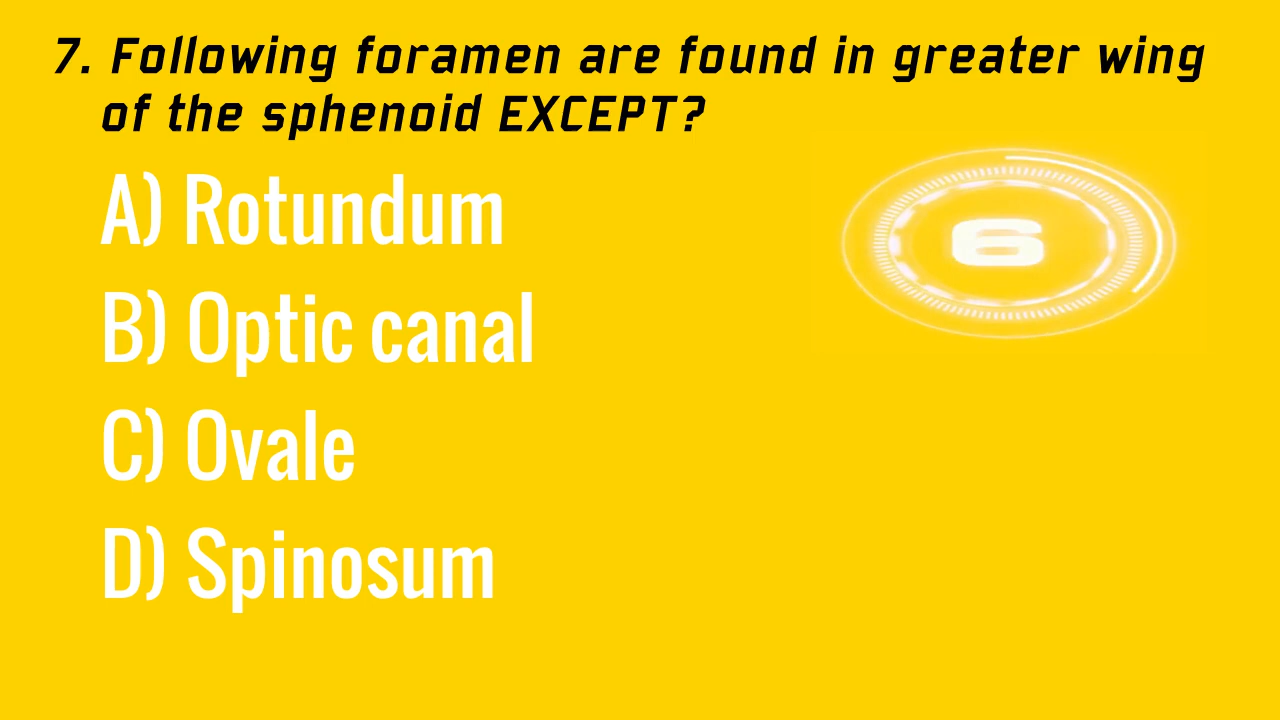 7. Following foramen are found in greater wing
of the sphenoid EXCEPT?
A) Rotundum
6
B) Optic canal
C) Ovale
D) Spinosum